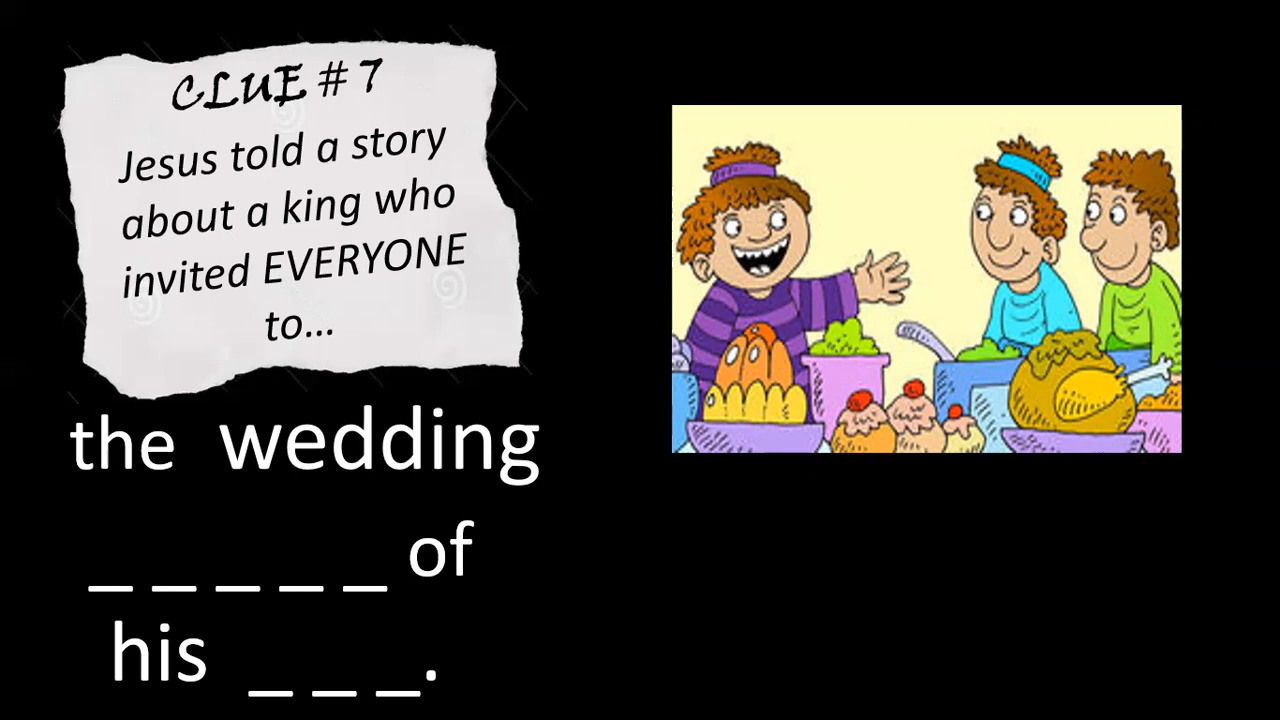 CLUE # 7
Jesus told a story
about a king who
invited EVERYONE
to...
the wedding
_ _ _ _ _ of
his _ _ _.